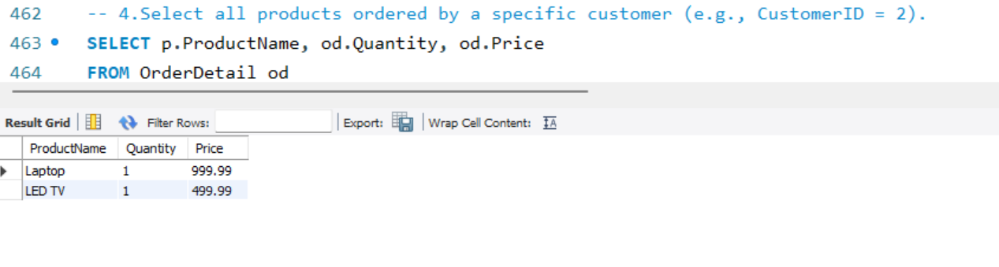 462 -- 4.Select all products ordered by a specific customer (e.g., CustomerID = 2).
463 SELECT p.ProductName, od.Quantity, od.Price
464 FROM OrderDetail od
Result Grid Filter Rows: Export: Wrap Cell Content: IA
ProductName Quantity Price
Laptop 1 999.99
LED TV 1 499.99